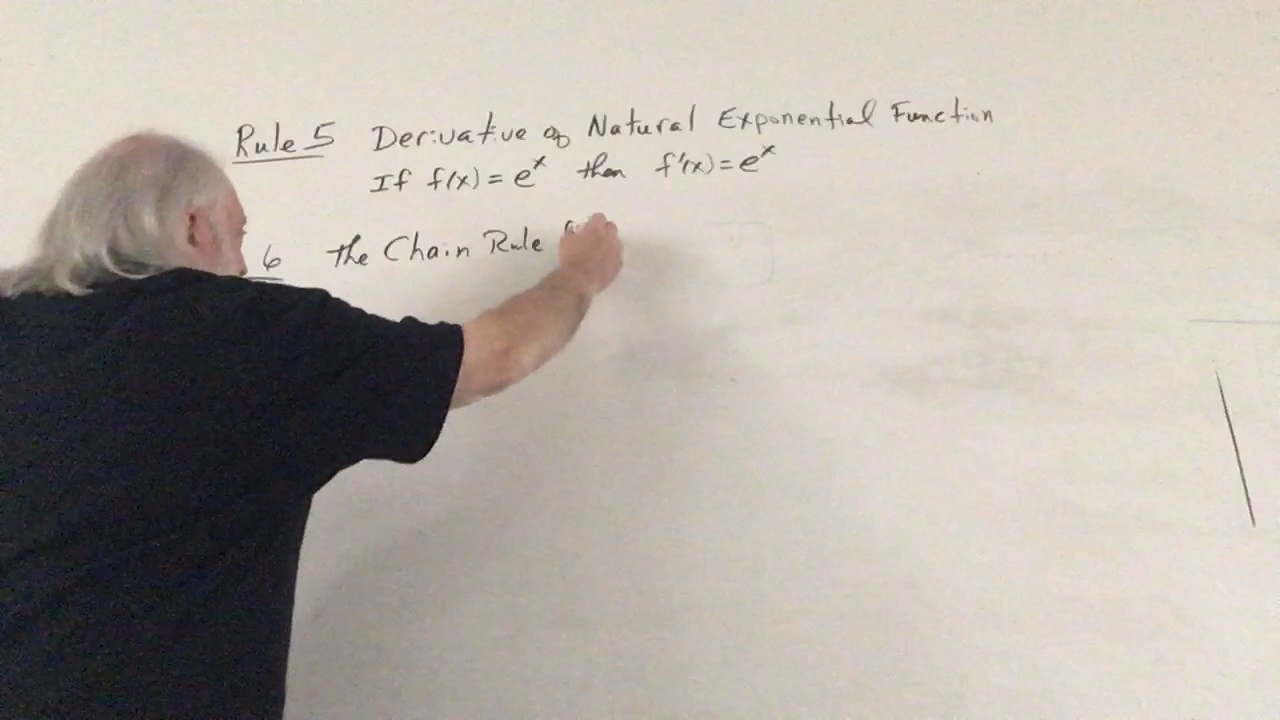 Rule 5 Derivative of Natural Exponential Function
If f(x) = e^x then f'(x) = e^x
6 the Chain Rule